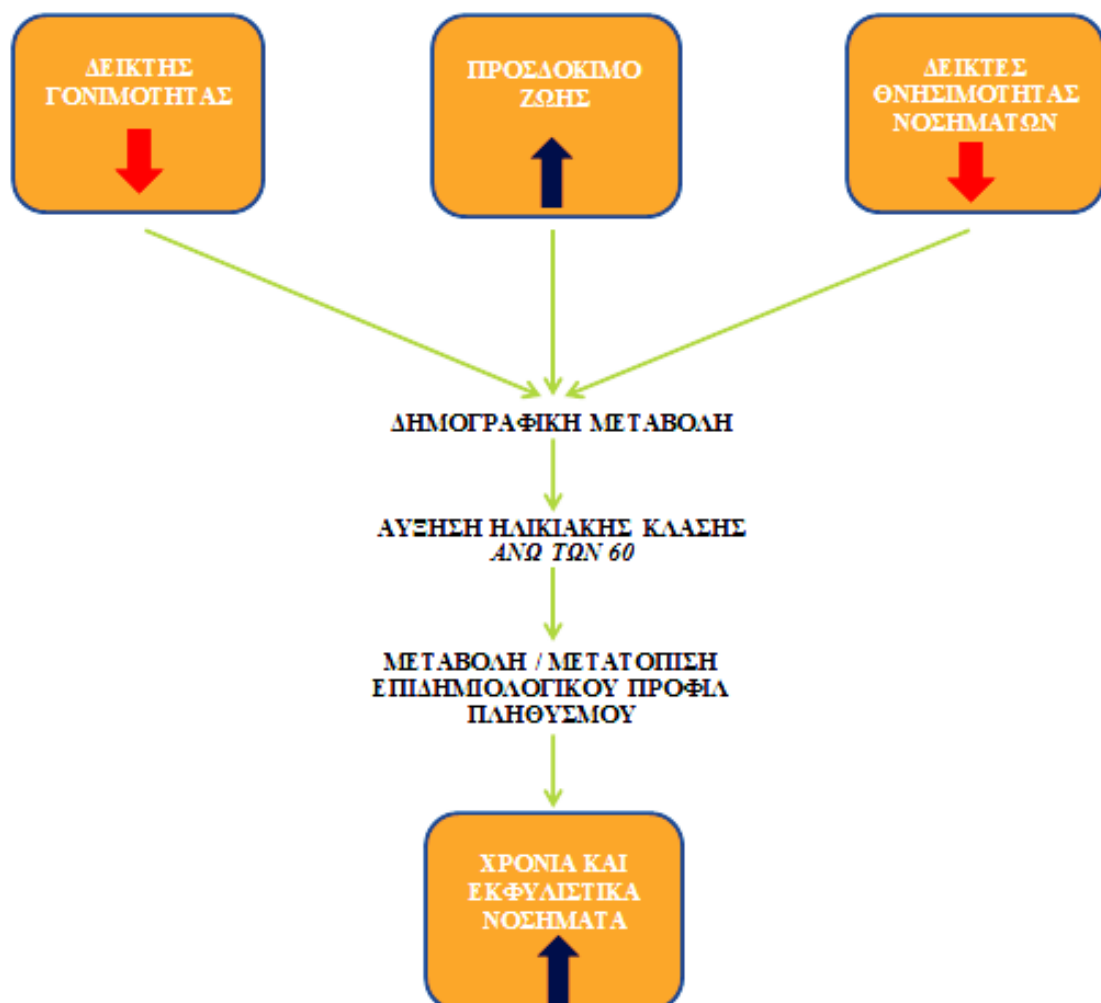 ΔΕΙΚΤΗΣ
ΓΟΝΙΜΟΤΗΤΑΣ
ΠΡΟΣΔΟΚΙΜΟ
ΖΩΗΣ
ΔΕΙΚΤΕΣ
ΘΝΗΣΙΜΟΤΗΤΑΣ
ΝΟΣΗΜΑΤΩΝ
ΔΗΜΟΓΡΑΦΙΚΗ ΜΕΤΑΒΟΛΗ
ΑΥΞΗΣΗ ΗΛΙΚΙΑΚΗΣ ΚΛΑΣΗΣ
ΑΝΩ ΤΩΝ 60
ΜΕΤΑΒΟΛΗ / ΜΕΤΑΤΟΠΙΣΗ
ΕΠΙΔΗΜΙΟΛΟΓΙΚΟΥ ΠΡΟΦΙΛ
ΠΛΗΘΥΣΜΟΥ
ΧΡΟΝΙΑ ΚΑΙ
ΕΚΦΥΛΙΣΤΙΚΑ
ΝΟΣΗΜΑΤΑ